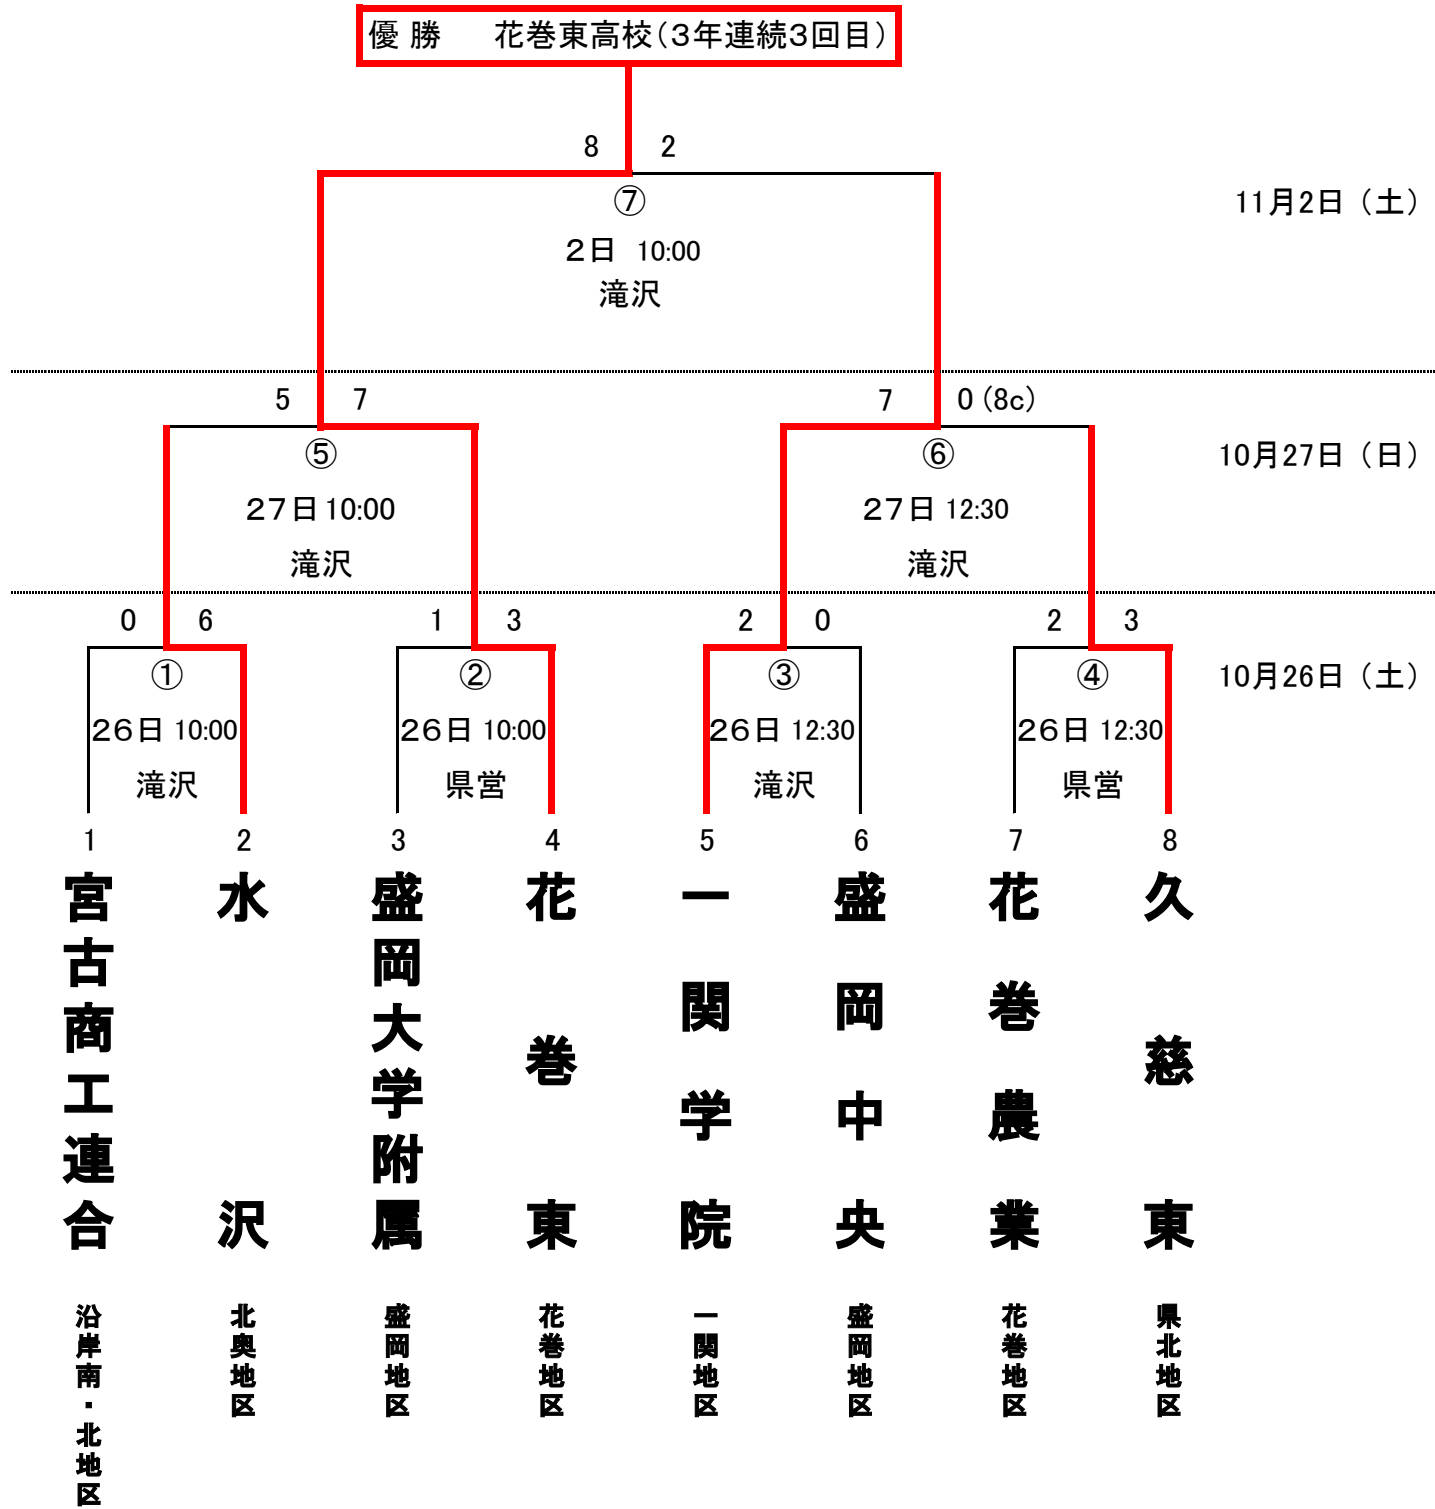 優勝　花巻東高校（３年連続３回目）
8 2
⑦
11月2日（土）
２日 10:00
滝沢
5 7
7 0（8c）
⑤
⑥
10月27日（日）
２７日 10:00
２７日 12:30
滝沢
滝沢
0 6
1 3
2 0
2 3
①
②
③
④
10月26日（土）
２６日 10:00
２６日 10:00
２６日 12:30
２６日 12:30
滝沢
県営
滝沢
県営
1
2
3
4
5
6
7
8
宮古商工連合
水沢
盛岡大学附属
花巻東
一関学院
盛岡中央
花巻農業
久慈東
沿岸南・北地区
北奥地区
盛岡地区
花巻地区
一関地区
盛岡地区
花巻地区
県北地区